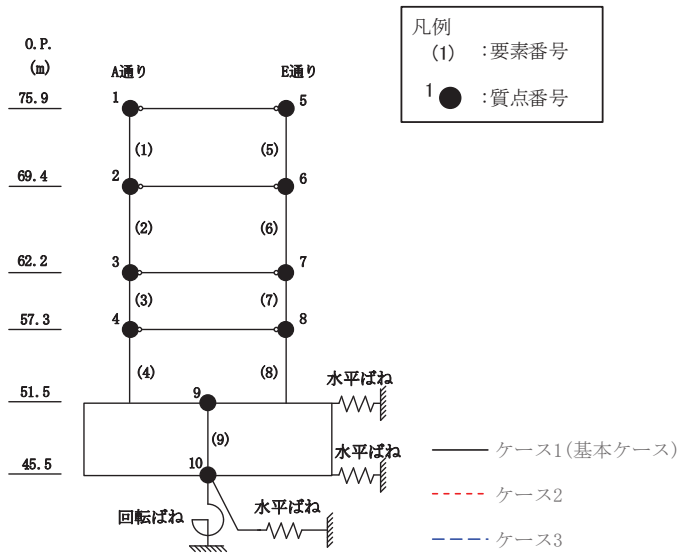 凡例
(1) :要素番号
1 :質点番号
O.P.
(m)
A通り E通り
75.9 1 5
(1) (5)
69.4 2 6
(2) (6)
62.2 3 7
(3) (7)
57.3 4 8
(4) (8)
水平ばね
51.5 9
(9)
水平ばね
45.5 10
回転ばね 水平ばね
ケース1(基本ケース)
ケース2
ケース3